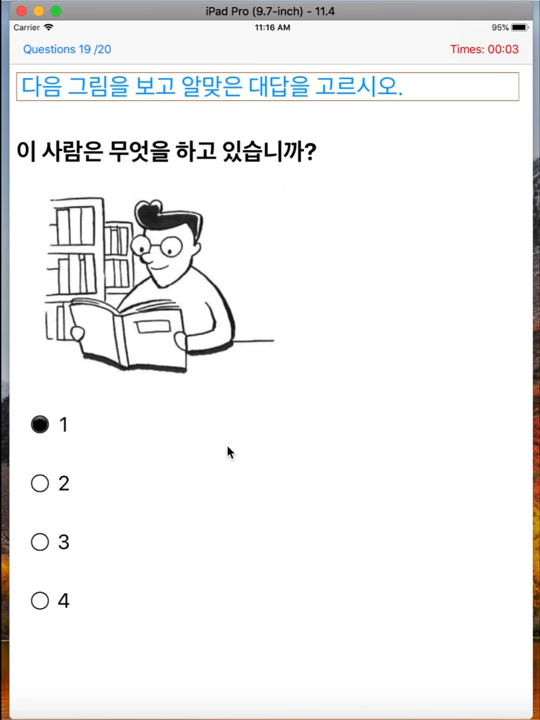 iPad Pro (9.7-inch) - 11.4
Carrier 11:16 AM 95%
Questions 19 /20 Times: 00:03
다음 그림을 보고 알맞은 대답을 고르시오.
이 사람은 무엇을 하고 있습니까?
1
2
3
4